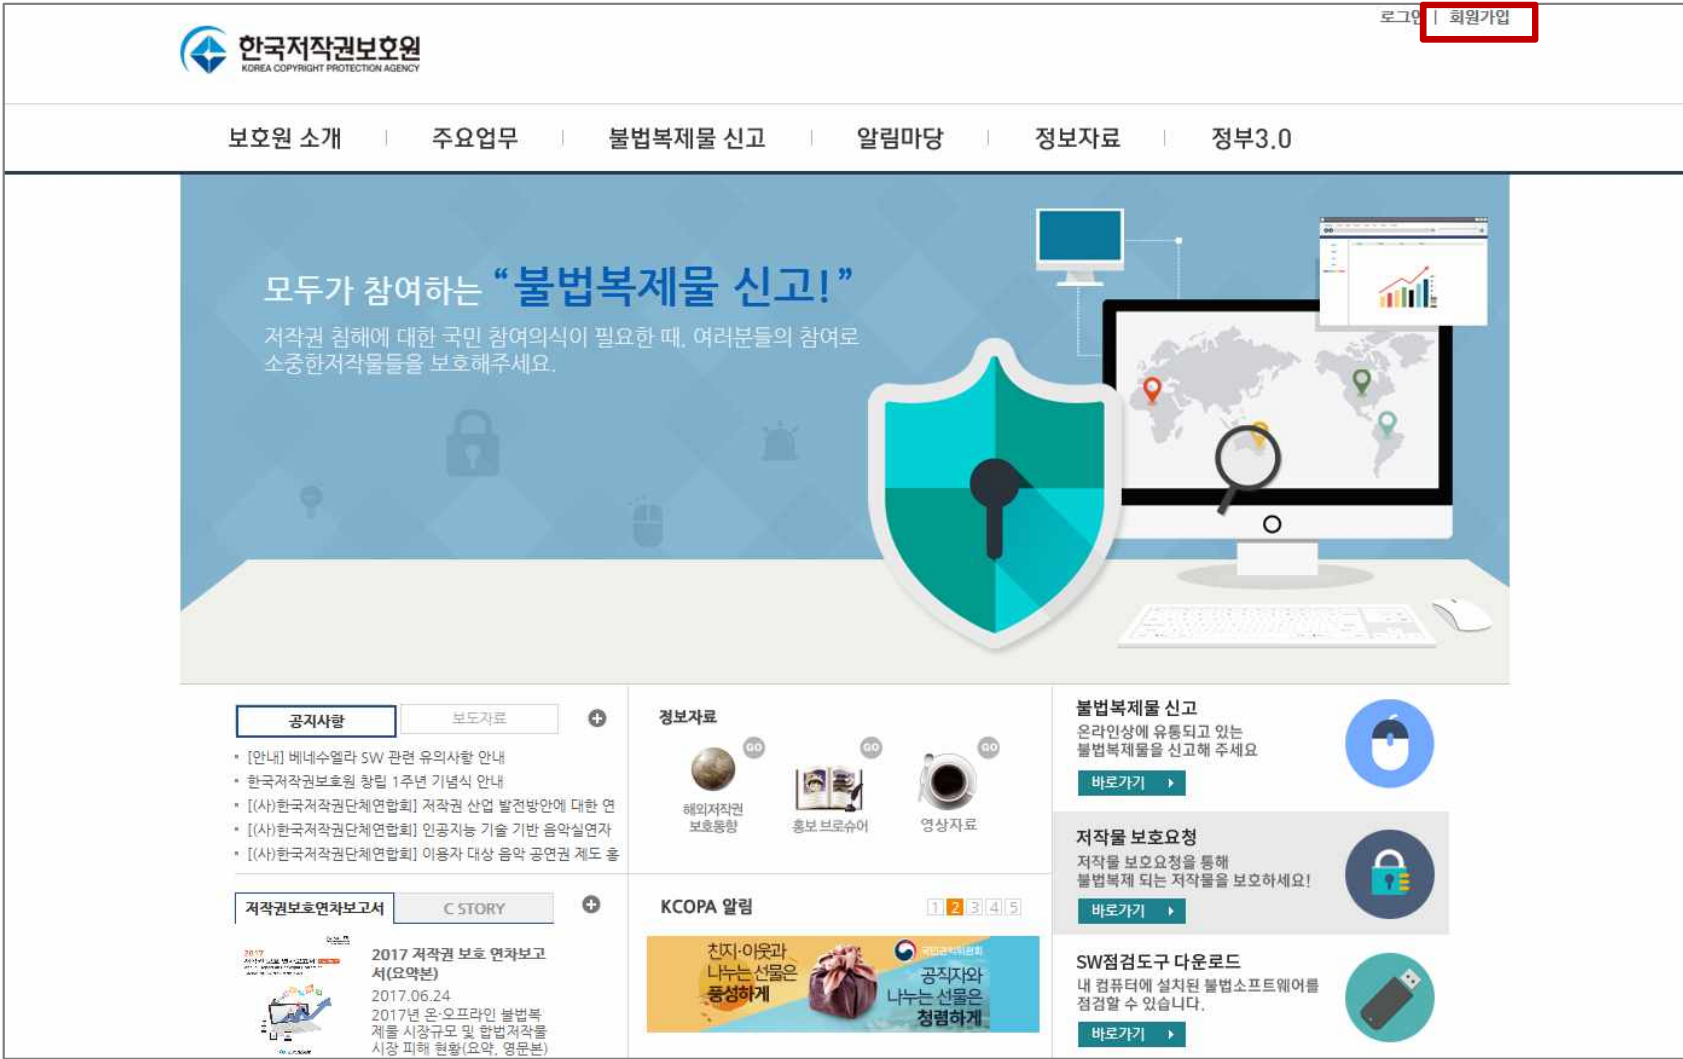 로그인 | 회원가입
한국저작권보호원
KOREA COPYRIGHT PROTECTION AGENCY
보호원 소개 | 주요업무 | 불법복제물 신고 | 알림마당 | 정보자료 | 정부3.0
모두가 참여하는 “불법복제물 신고!”
저작권 침해에 대한 국민 참여의식이 필요한 때, 여러분들의 참여로
소중한저작물들을 보호해주세요.
공지사항 보도자료
[안내] 베네수엘라 SW 관련 유의사항 안내
한국저작권보호원 창립 1주년 기념식 안내
[(사)한국저작권단체연합회] 저작권 산업 발전방안에 대한 연
[(사)한국저작권단체연합회] 인공지능 기술 기반 음악실연자
[(사)한국저작권단체연합회] 이용자 대상 음악 공연권 제도 홍
정보자료
GO GO GO
해외저작권
보호동향
홍보 브로슈어
영상자료
불법복제물 신고
온라인상에 유통되고 있는
불법복제물을 신고해 주세요
바로가기
저작물 보호요청
저작물 보호요청을 통해
불법복제 되는 저작물을 보호하세요!
바로가기
저작권보호연차보고서 C STORY
2017
2017 저작권 보호 연차보고
서(요약본)
2017.06.24
2017년 온·오프라인 불법복
제물 시장규모 및 합법저작물
시장 피해 현황(요약, 영문본)
KCOPA 알림
1 2 3 4 5
친지·이웃과
나누는 선물은
풍성하게
국민권익위원회
공직자와
나누는 선물은
청렴하게
SW점검도구 다운로드
내 컴퓨터에 설치된 불법소프트웨어를
점검할 수 있습니다.
바로가기